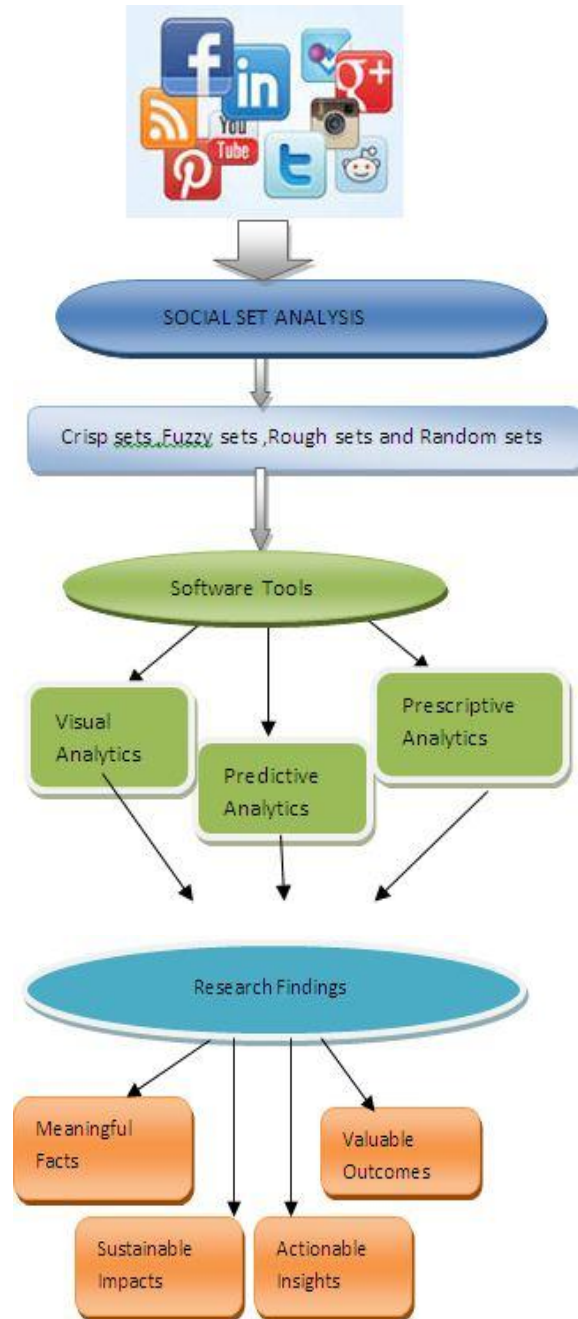 f
in
g+
You
Tube
SOCIAL SET ANALYSIS
Crisp sets ,Fuzzy sets ,Rough sets and Random sets
Software Tools
Visual
Analytics
Predictive
Analytics
Prescriptive
Analytics
Research Findings
Meaningful
Facts
Valuable
Outcomes
Sustainable
Impacts
Actionable
Insights